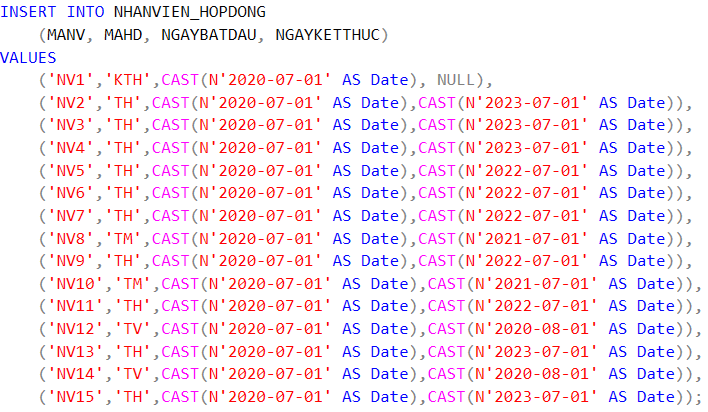 INSERT INTO NHANVIEN_HOPDONG
(MANV, MAHD, NGAYBATDAU, NGAYKETTHUC)
VALUES
('NV1','KTH',CAST(N'2020-07-01' AS Date), NULL),
('NV2','TH',CAST(N'2020-07-01' AS Date),CAST(N'2023-07-01' AS Date)),
('NV3','TH',CAST(N'2020-07-01' AS Date),CAST(N'2023-07-01' AS Date)),
('NV4','TH',CAST(N'2020-07-01' AS Date),CAST(N'2023-07-01' AS Date)),
('NV5','TH',CAST(N'2020-07-01' AS Date),CAST(N'2022-07-01' AS Date)),
('NV6','TH',CAST(N'2020-07-01' AS Date),CAST(N'2022-07-01' AS Date)),
('NV7','TH',CAST(N'2020-07-01' AS Date),CAST(N'2022-07-01' AS Date)),
('NV8','TM',CAST(N'2020-07-01' AS Date),CAST(N'2021-07-01' AS Date)),
('NV9','TH',CAST(N'2020-07-01' AS Date),CAST(N'2022-07-01' AS Date)),
('NV10','TM',CAST(N'2020-07-01' AS Date),CAST(N'2021-07-01' AS Date)),
('NV11','TH',CAST(N'2020-07-01' AS Date),CAST(N'2022-07-01' AS Date)),
('NV12','TV',CAST(N'2020-07-01' AS Date),CAST(N'2020-08-01' AS Date)),
('NV13','TH',CAST(N'2020-07-01' AS Date),CAST(N'2023-07-01' AS Date)),
('NV14','TV',CAST(N'2020-07-01' AS Date),CAST(N'2020-08-01' AS Date)),
('NV15','TH',CAST(N'2020-07-01' AS Date),CAST(N'2023-07-01' AS Date));